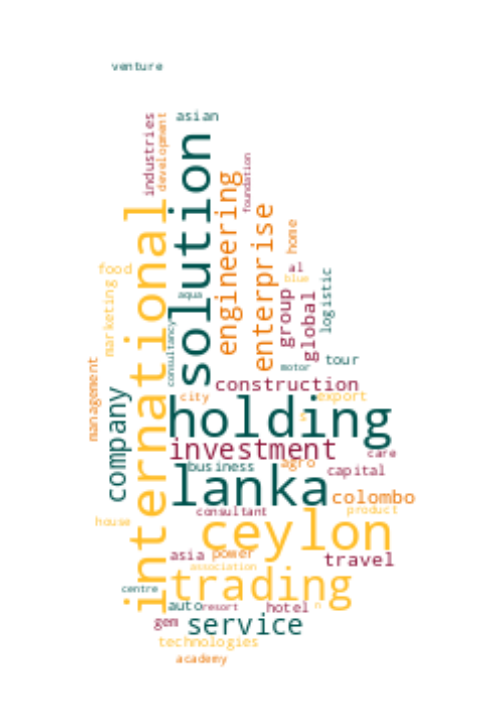 venture
asian
industries
development
solution
foundation
engineering
international
enterprise
home
food
al
blue
logistic
aqua
group
global
marketing
consultancy
tour
motor
management
construction
company
city
export
holding
s
investment
care
business
agro
capital
lanka
colombo
consultant
product
house
ceylon
asia
power
travel
association
trading
centre
auto
resort
hotel
n
gem
service
technologies
academy